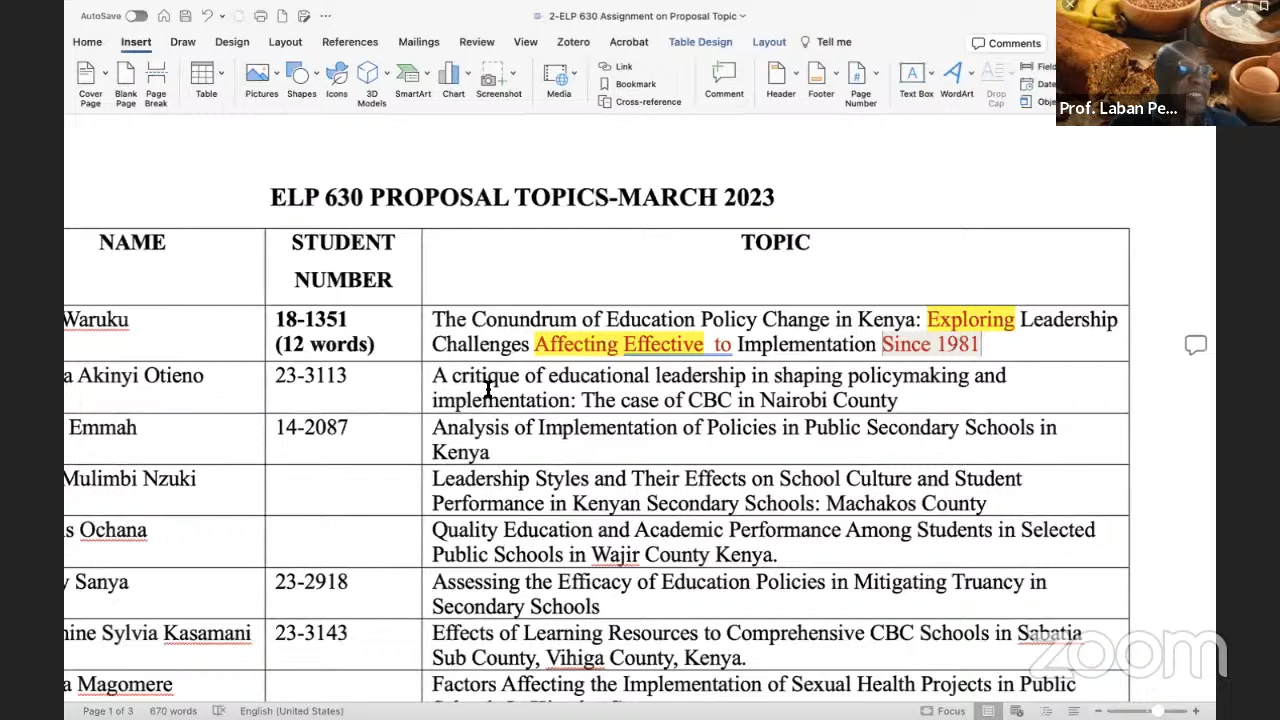 AutoSave
2-ELP 630 Assignment on Proposal Topic
Home Insert Draw Design Layout References Mailings Review View Zotero Acrobat Table Design Layout Tell me Comments
Cover Page
Blank Page
Page Break
Table
Pictures
Shapes
Icons
3D Models
SmartArt
Chart
Screenshot
Media
Link
Bookmark
Cross-reference
Comment
Header
Footer
Page Number
Text Box
WordArt
Drop Cap
Prof. Laban Pe...
ELP 630 PROPOSAL TOPICS-MARCH 2023
NAME STUDENT NUMBER TOPIC
Waruku 18-1351 The Conundrum of Education Policy Change in Kenya: Exploring Leadership
(12 words) Challenges Affecting Effective to Implementation Since 1981
a Akinyi Otieno 23-3113 A critique of educational leadership in shaping policymaking and
implementation: The case of CBC in Nairobi County
Emmah 14-2087 Analysis of Implementation of Policies in Public Secondary Schools in
Kenya
Mulimbi Nzuki Leadership Styles and Their Effects on School Culture and Student
Performance in Kenyan Secondary Schools: Machakos County
s Ochana Quality Education and Academic Performance Among Students in Selected
Public Schools in Wajir County Kenya.
y Sanya 23-2918 Assessing the Efficacy of Education Policies in Mitigating Truancy in
Secondary Schools
nine Sylvia Kasamani 23-3143 Effects of Learning Resources to Comprehensive CBC Schools in Sabatia
Sub County, Vihiga County, Kenya.
a Magomere Factors Affecting the Implementation of Sexual Health Projects in Public
zoom
Page 1 of 3 670 words English (United States) Focus